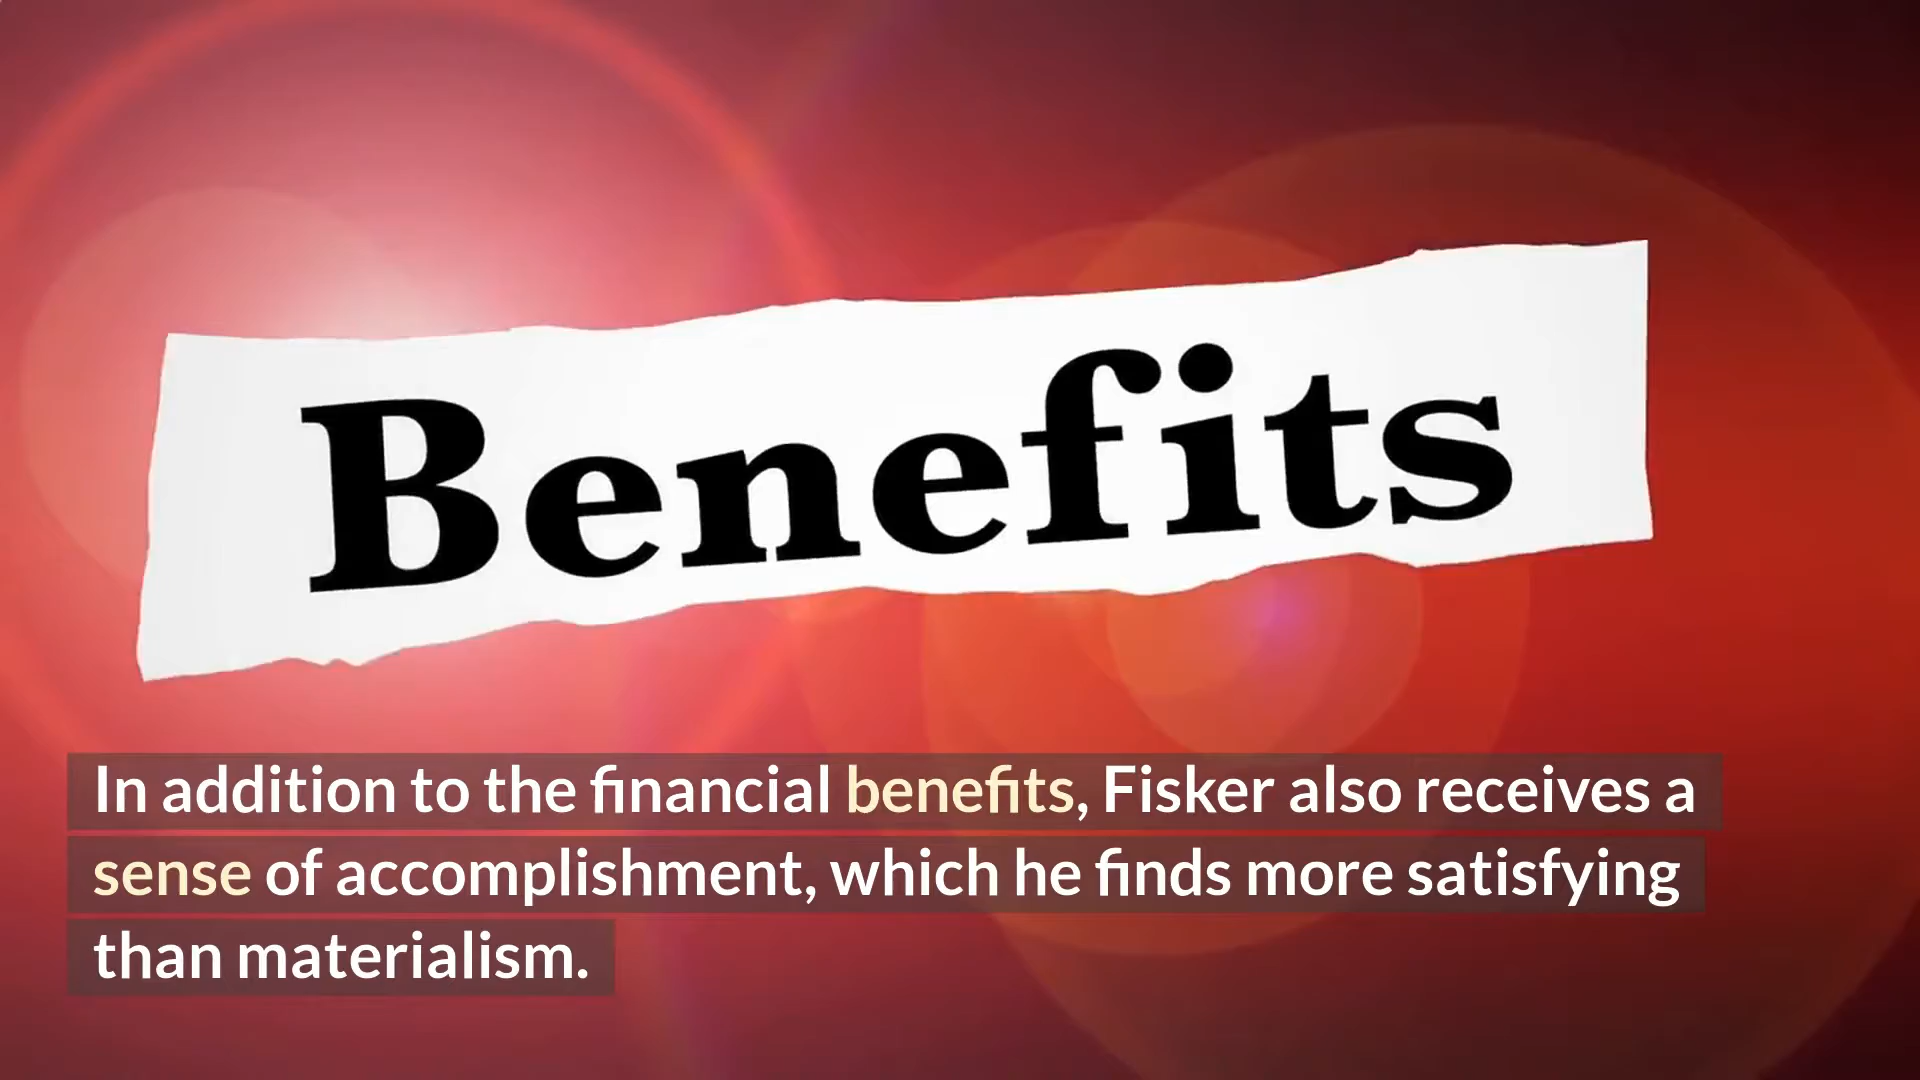 Benefits
In addition to the financial benefits, Fisker also receives a
sense of accomplishment, which he finds more satisfying
than materialism.